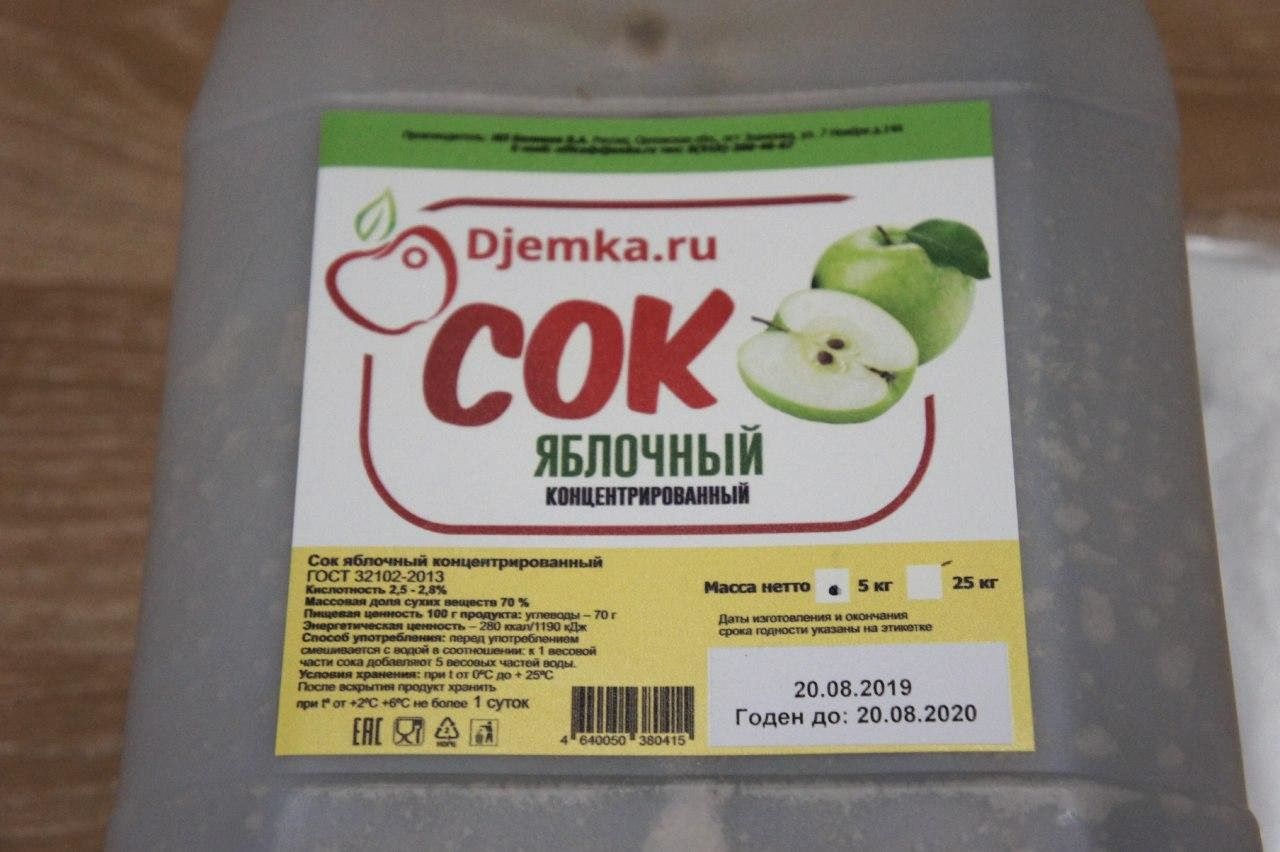 Производитель: ИП
Djemka.ru
СОК
ЯБЛОЧНЫЙ
КОНЦЕНТРИРОВАННЫЙ
Сок яблочный концентрированный
ГОСТ 32102-2013
Кислотность 2,5 - 2,8%
Массовая доля сухих веществ 70 %
Пищевая ценность 100 г продукта: углеводы – 70 г
Энергетическая ценность – 280 ккал/1190 кДж
Способ употребления: перед употреблением
смешивается с водой в соотношении: к 1 весовой
части сока добавляют 5 весовых частей воды.
Условия хранения: при t от 0°С до + 25°С
После вскрытия продукт хранить
при t° от +2°С +6°С не более 1 суток
EAC
4 640050 380415
Масса нетто 5 кг 25 кг
Даты изготовления и окончания
срока годности указаны на этикетке
20.08.2019
Годен до: 20.08.2020